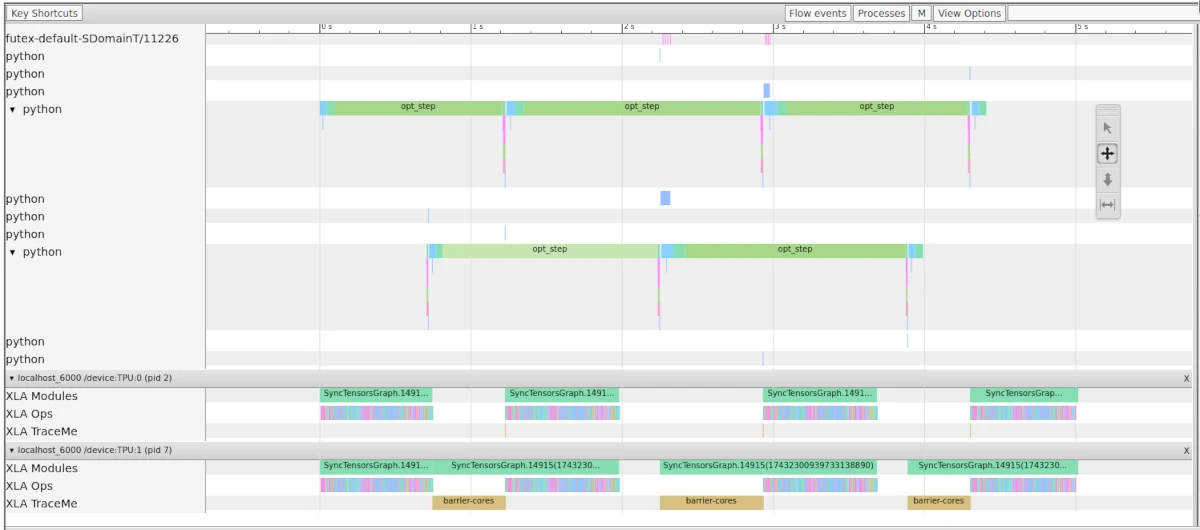 Key Shortcuts Flow events Processes M View Options
0 s 1 s 2 s 3 s 4 s 5 s
futex-default-SDomainT/11226
python
python
python
▼ python opt_step opt_step opt_step
python
python
python
▼ python opt_step opt_step
python
python
▼ localhost_6000 /device:TPU:0 (pid 2) X
XLA Modules SyncTensorsGraph.1491... SyncTensorsGraph.1491... SyncTensorsGraph.1491... SyncTensorsGrap...
XLA Ops
XLA TraceMe
▼ localhost_6000 /device:TPU:1 (pid 7) X
XLA Modules SyncTensorsGraph.1491... SyncTensorsGraph.14915(1743230... SyncTensorsGraph.14915(17432300939733138890) SyncTensorsGraph.14915(1743230...
XLA Ops
XLA TraceMe barrier-cores barrier-cores barrier-cores